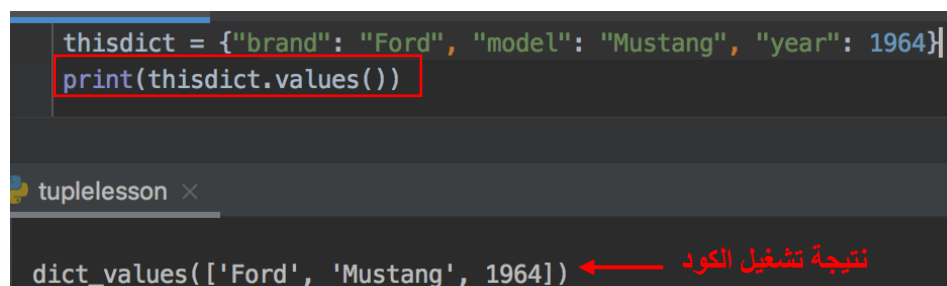 thisdict = {"brand": "Ford", "model": "Mustang", "year": 1964}
print(thisdict.values())
tuplelesson ×
dict_values(['Ford', 'Mustang', 1964])
نتيجة تشغيل الكود